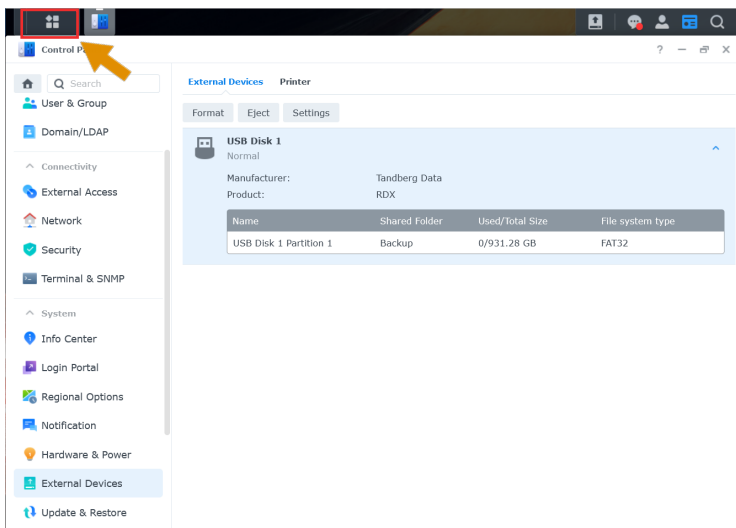 Control P
? 
Search
User & Group
Domain/LDAP
Connectivity
External Access
Network
Security
Terminal & SNMP
System
Info Center
Login Portal
Regional Options
Notification
Hardware & Power
External Devices
Update & Restore
External Devices Printer
Format Eject Settings
USB Disk 1
Normal
Manufacturer: Tandberg Data
Product: RDX
Name Shared Folder Used/Total Size File system type
USB Disk 1 Partition 1 Backup 0/931.28 GB FAT32